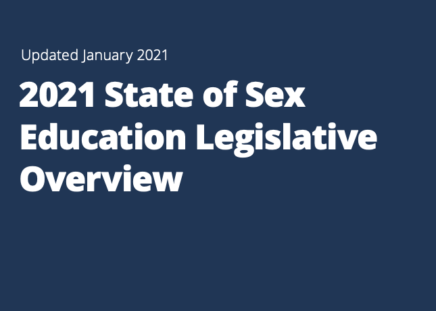 Updated January 2021
2021 State of Sex
Education Legislative
Overview